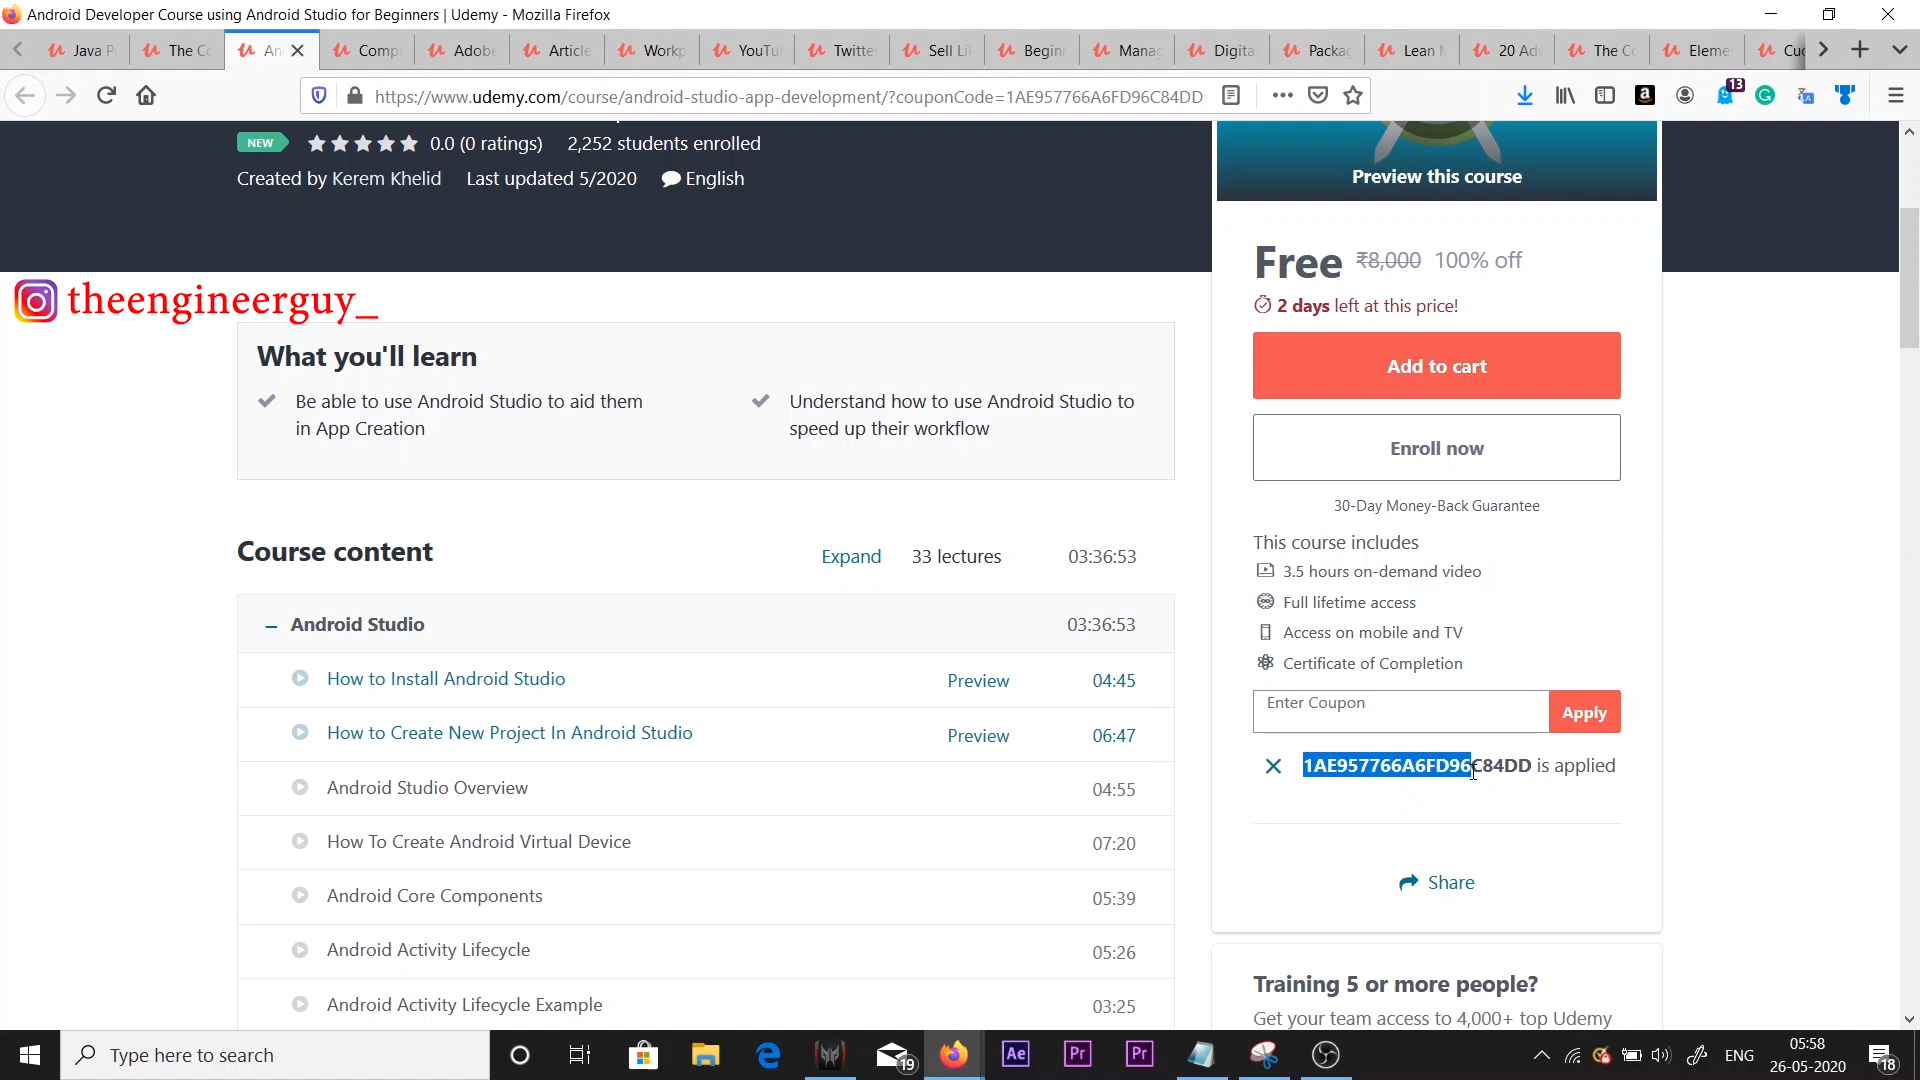 Android Developer Course using Android Studio for Beginners | Udemy - Mozilla Firefox
Java P
The Co
An
Comp
Adobe
Article
Workp
YouTu
Twitte
Sell Li
Begin
Manag
Digita
Packag
Lean M
20 Ad
The Co
Eleme
Cuc
https://www.udemy.com/course/android-studio-app-development/?couponCode=1AE957766A6FD96C84DD
13
NEW 0.0 (0 ratings) 2,252 students enrolled
Created by Kerem Khelid Last updated 5/2020 English
Preview this course
Free ₹8,000 100% off
2 days left at this price!
Add to cart
Enroll now
30-Day Money-Back Guarantee
This course includes
3.5 hours on-demand video
Full lifetime access
Access on mobile and TV
Certificate of Completion
Enter Coupon
Apply
1AE957766A6FD96C84DD is applied
Share
Training 5 or more people?
Get your team access to 4,000+ top Udemy
theengineerguy_
What you'll learn
Be able to use Android Studio to aid them
in App Creation
Understand how to use Android Studio to
speed up their workflow
Course content Expand 33 lectures 03:36:53
Android Studio 03:36:53
How to Install Android Studio Preview 04:45
How to Create New Project In Android Studio Preview 06:47
Android Studio Overview 04:55
How To Create Android Virtual Device 07:20
Android Core Components 05:39
Android Activity Lifecycle 05:26
Android Activity Lifecycle Example 03:25
Type here to search
19
Ae
Pr
Pr
ENG
05:58
26-05-2020
18